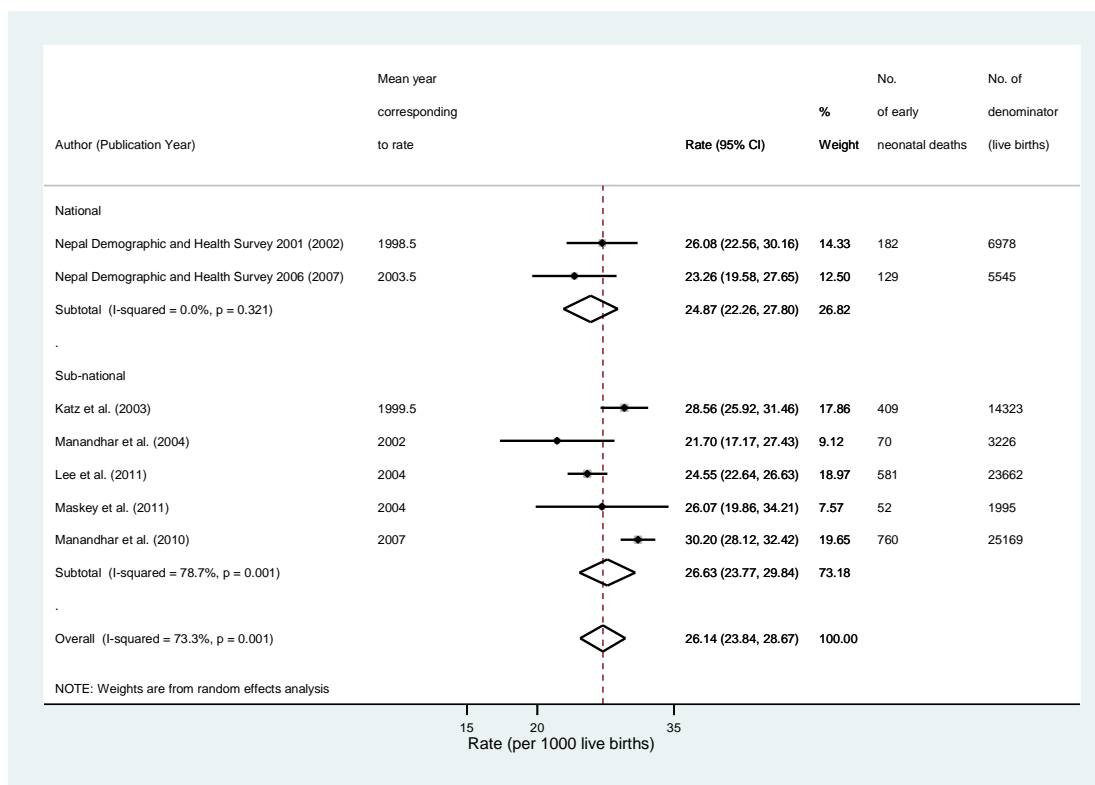 Mean year No. No. of
corresponding % of early denominator
Author (Publication Year) to rate Rate (95% CI) Weight neonatal deaths (live births)
National
Nepal Demographic and Health Survey 2001 (2002) 1998.5 26.08 (22.56, 30.16) 14.33 182 6978
Nepal Demographic and Health Survey 2006 (2007) 2003.5 23.26 (19.58, 27.65) 12.50 129 5545
Subtotal (I-squared = 0.0%, p = 0.321) 24.87 (22.26, 27.80) 26.82
.
Sub-national
Katz et al. (2003) 1999.5 28.56 (25.92, 31.46) 17.86 409 14323
Manandhar et al. (2004) 2002 21.70 (17.17, 27.43) 9.12 70 3226
Lee et al. (2011) 2004 24.55 (22.64, 26.63) 18.97 581 23662
Maskey et al. (2011) 2004 26.07 (19.86, 34.21) 7.57 52 1995
Manandhar et al. (2010) 2007 30.20 (28.12, 32.42) 19.65 760 25169
Subtotal (I-squared = 78.7%, p = 0.001) 26.63 (23.77, 29.84) 73.18
.
Overall (I-squared = 73.3%, p = 0.001) 26.14 (23.84, 28.67) 100.00
NOTE: Weights are from random effects analysis
15 20 35
Rate (per 1000 live births)